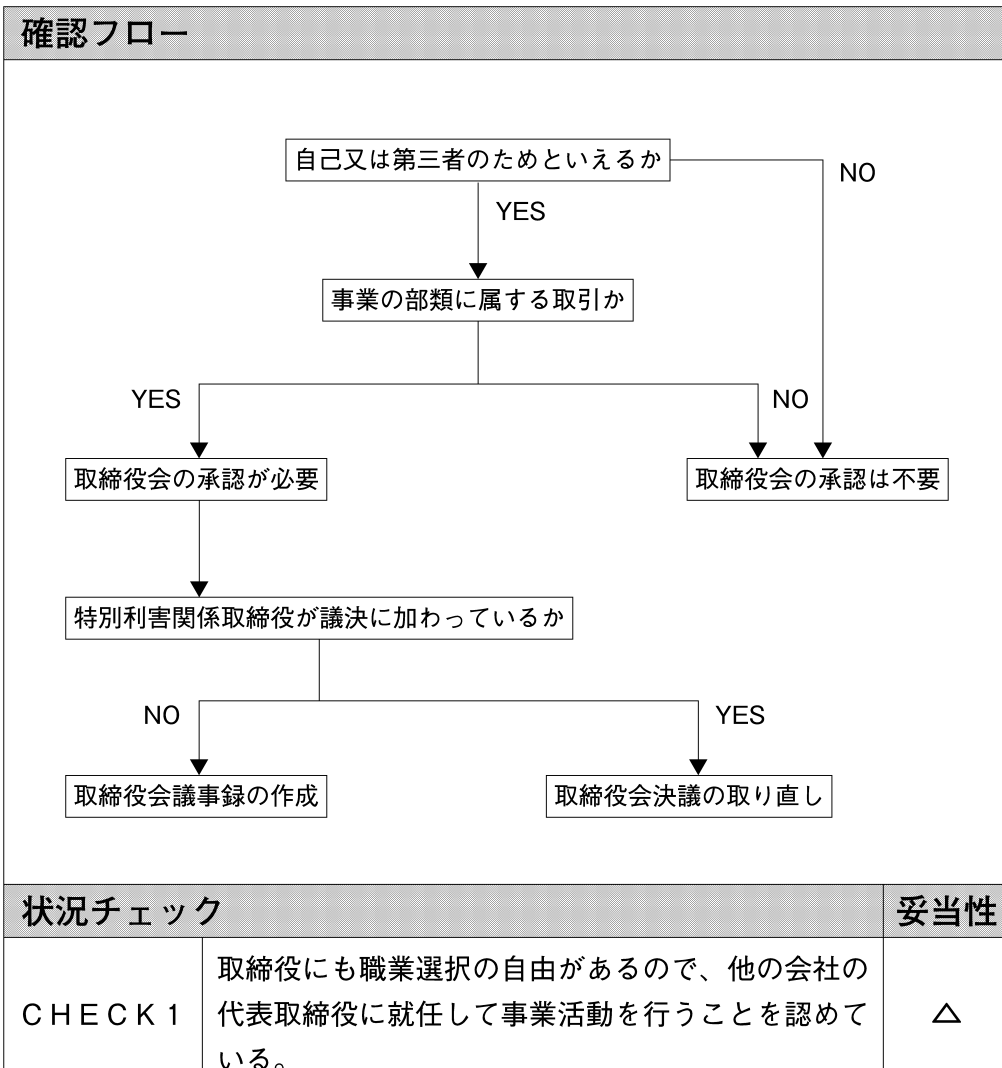 確認フロー
自己又は第三者のためといえるか
NO
YES
事業の部類に属する取引か
YES
NO
取締役会の承認が必要
取締役会の承認は不要
特別利害関係取締役が議決に加わっているか
NO
YES
取締役会議事録の作成
取締役会決議の取り直し
状況チェック
妥当性
CHECK1
取締役にも職業選択の自由があるので、他の会社の
代表取締役に就任して事業活動を行うことを認めて
いる。
△